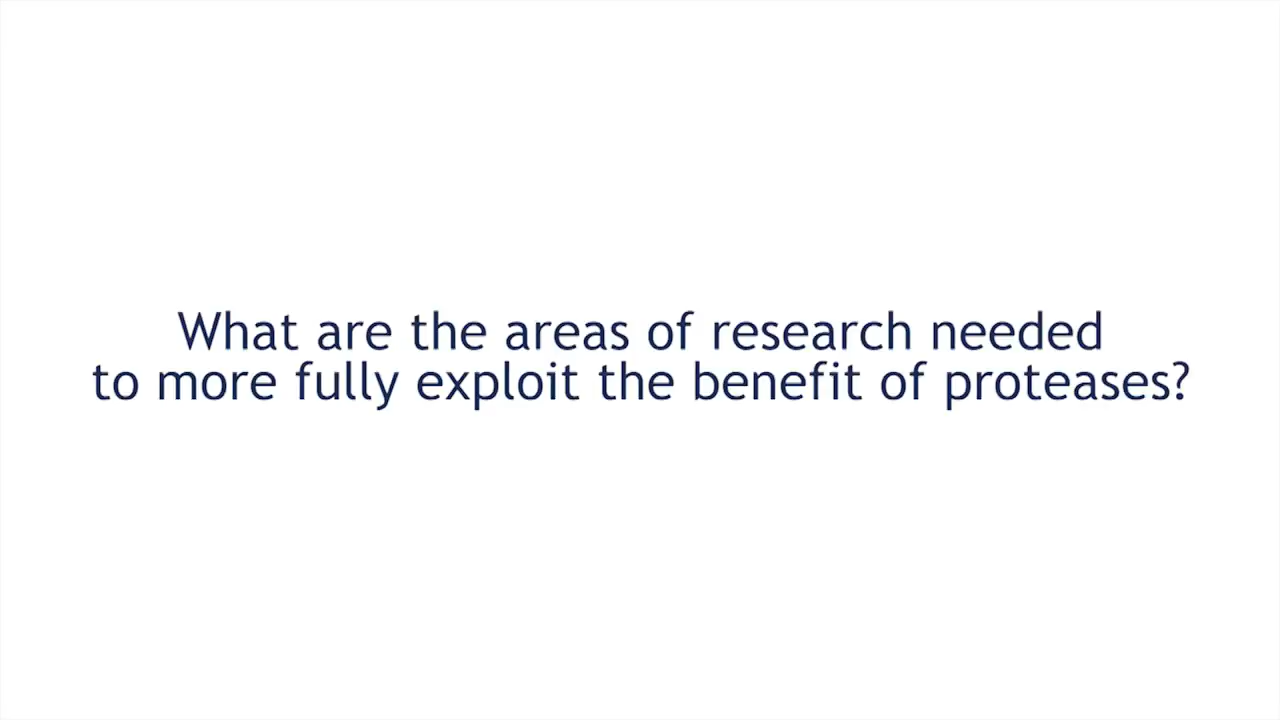 What are the areas of research needed
to more fully exploit the benefit of proteases?